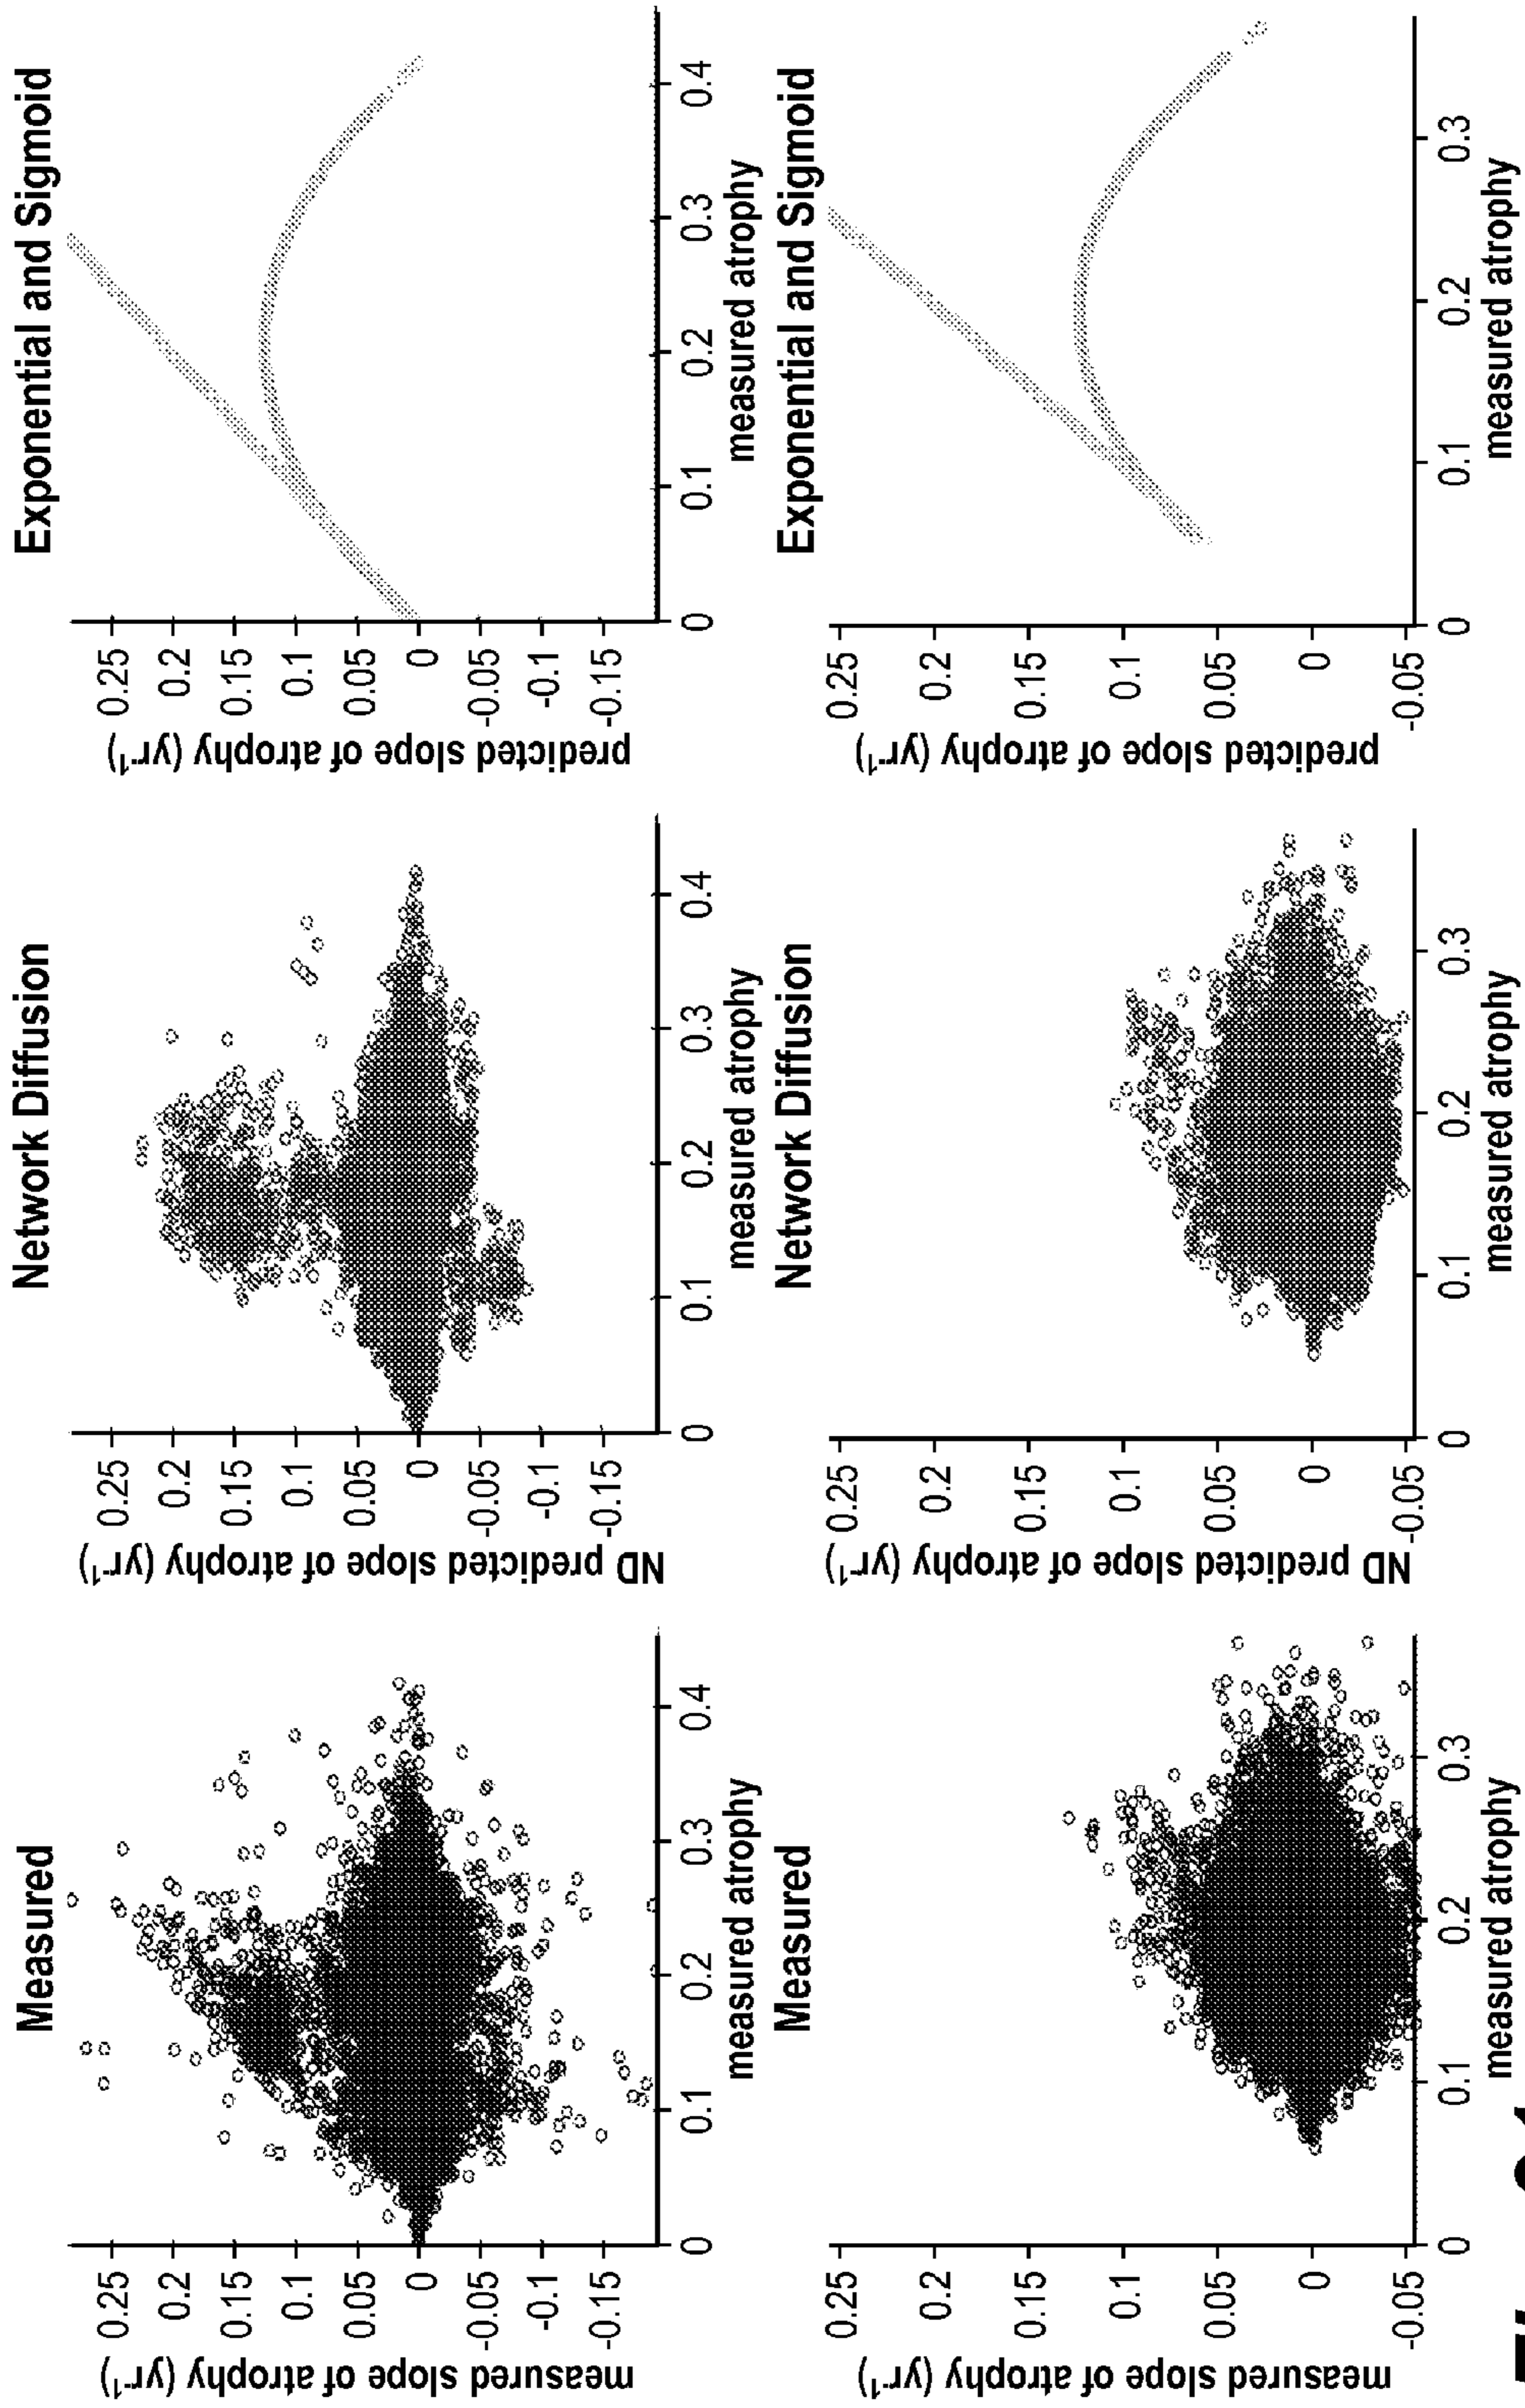 Measured
measured slope of atrophy (yr-1)
0.25
0.2
0.15
0.1
0.05
0
-0.05
-0.1
-0.15
0 0.1 0.2 0.3 0.4
measured atrophy
Network Diffusion
ND predicted slope of atrophy (yr-1)
0.25
0.2
0.15
0.1
0.05
0
-0.05
-0.1
-0.15
0 0.1 0.2 0.3 0.4
measured atrophy
Exponential and Sigmoid
predicted slope of atrophy (yr-1)
0.25
0.2
0.15
0.1
0.05
0
-0.05
-0.1
-0.15
0 0.1 0.2 0.3 0.4
measured atrophy
Measured
measured slope of atrophy (yr-1)
0.25
0.2
0.15
0.1
0.05
0
-0.05
0 0.1 0.2 0.3
measured atrophy
Network Diffusion
ND predicted slope of atrophy (yr-1)
0.25
0.2
0.15
0.1
0.05
0
-0.05
0 0.1 0.2 0.3
measured atrophy
Exponential and Sigmoid
predicted slope of atrophy (yr-1)
0.25
0.2
0.15
0.1
0.05
0
-0.05
0 0.1 0.2 0.3
measured atrophy